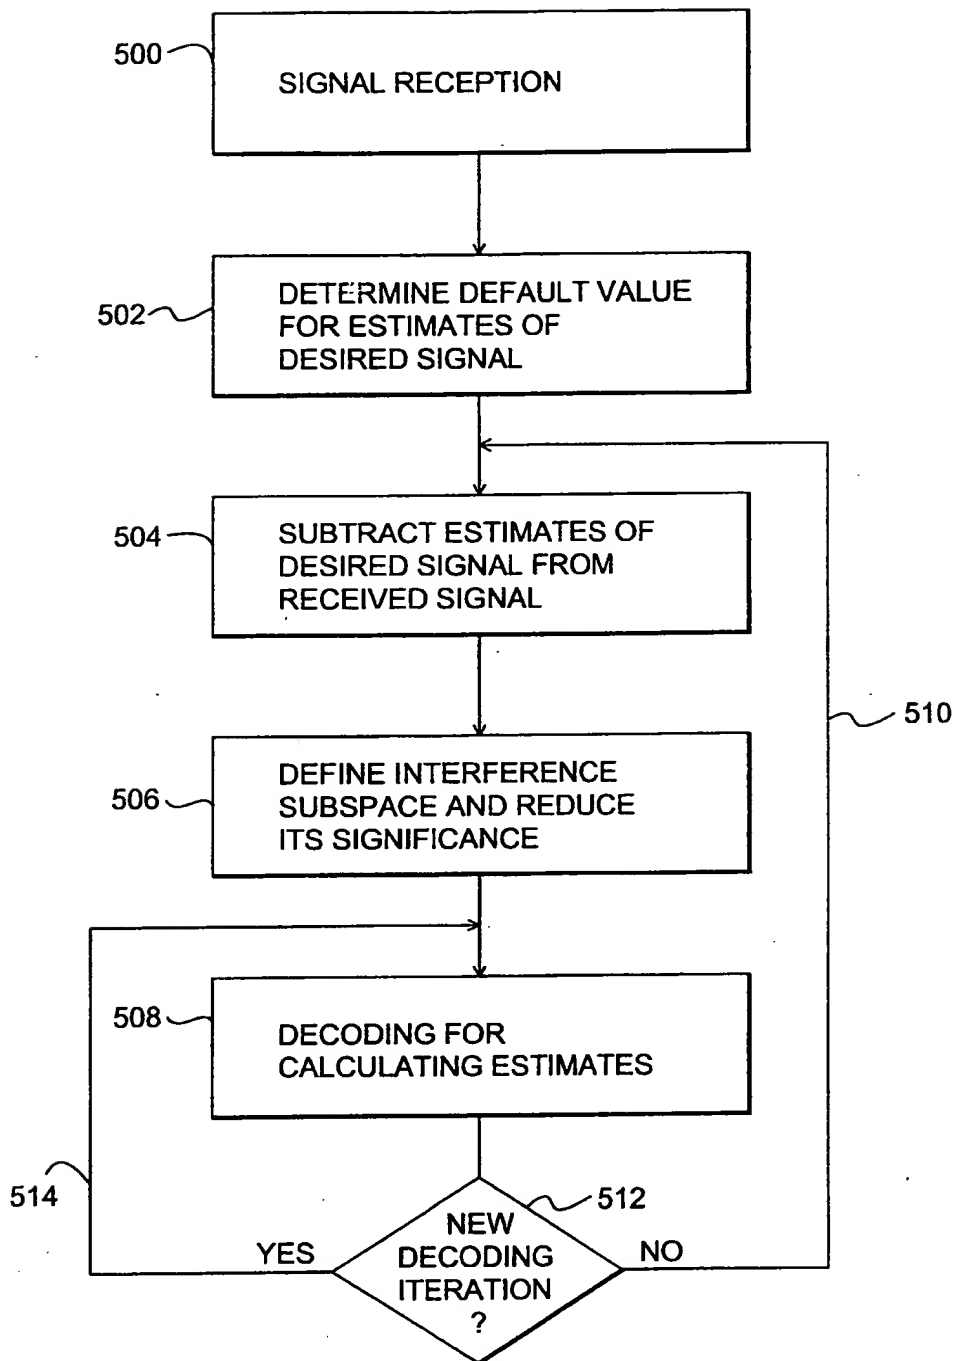 500
SIGNAL RECEPTION
502
DETERMINE DEFAULT VALUE
FOR ESTIMATES OF
DESIRED SIGNAL
504
SUBTRACT ESTIMATES OF
DESIRED SIGNAL FROM
RECEIVED SIGNAL
510
506
DEFINE INTERFERENCE
SUBSPACE AND REDUCE
ITS SIGNIFICANCE
508
DECODING FOR
CALCULATING ESTIMATES
514
512
YES
NEW
DECODING
ITERATION
?
NO